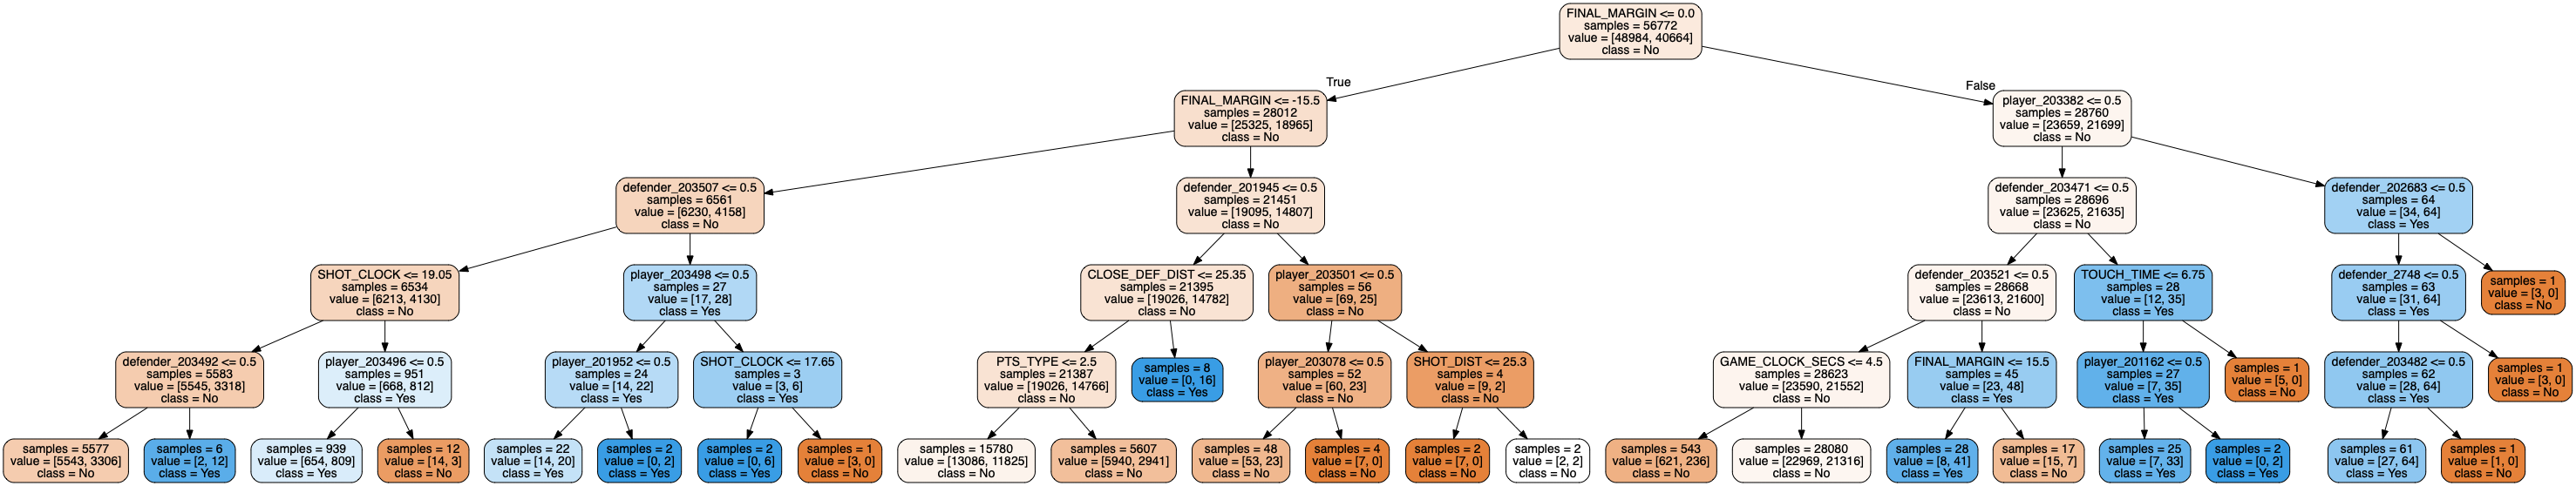 FINAL_MARGIN <= 0.0
samples = 56772
value = [48984, 40664]
class = No
True
False
FINAL_MARGIN <= -15.5
samples = 28012
value = [25325, 18965]
class = No
player_203382 <= 0.5
samples = 28760
value = [23659, 21699]
class = No
defender_203507 <= 0.5
samples = 6561
value = [6230, 4158]
class = No
defender_201945 <= 0.5
samples = 21451
value = [19095, 14807]
class = No
defender_203471 <= 0.5
samples = 28696
value = [23625, 21635]
class = No
defender_202683 <= 0.5
samples = 64
value = [34, 64]
class = Yes
SHOT_CLOCK <= 19.05
samples = 6534
value = [6213, 4130]
class = No
player_203498 <= 0.5
samples = 27
value = [17, 28]
class = Yes
CLOSE_DEF_DIST <= 25.35
samples = 21395
value = [19026, 14782]
class = No
player_203501 <= 0.5
samples = 56
value = [69, 25]
class = No
defender_203521 <= 0.5
samples = 28668
value = [23613, 21600]
class = No
TOUCH_TIME <= 6.75
samples = 28
value = [12, 35]
class = Yes
defender_2748 <= 0.5
samples = 63
value = [31, 64]
class = Yes
samples = 1
value = [3, 0]
class = No
defender_203492 <= 0.5
samples = 5583
value = [5545, 3318]
class = No
player_203496 <= 0.5
samples = 951
value = [668, 812]
class = Yes
player_201952 <= 0.5
samples = 24
value = [14, 22]
class = Yes
SHOT_CLOCK <= 17.65
samples = 3
value = [3, 6]
class = Yes
PTS_TYPE <= 2.5
samples = 21387
value = [19026, 14766]
class = No
samples = 8
value = [0, 16]
class = Yes
player_203078 <= 0.5
samples = 52
value = [60, 23]
class = No
SHOT_DIST <= 25.3
samples = 4
value = [9, 2]
class = No
GAME_CLOCK_SECS <= 4.5
samples = 28623
value = [23590, 21552]
class = No
FINAL_MARGIN <= 15.5
samples = 45
value = [23, 48]
class = Yes
player_201162 <= 0.5
samples = 27
value = [7, 35]
class = Yes
samples = 1
value = [5, 0]
class = No
defender_203482 <= 0.5
samples = 62
value = [28, 64]
class = Yes
samples = 1
value = [3, 0]
class = No
samples = 5577
value = [5543, 3306]
class = No
samples = 6
value = [2, 12]
class = Yes
samples = 939
value = [654, 809]
class = Yes
samples = 12
value = [14, 3]
class = No
samples = 22
value = [14, 20]
class = Yes
samples = 2
value = [0, 2]
class = Yes
samples = 2
value = [0, 6]
class = Yes
samples = 1
value = [3, 0]
class = No
samples = 15780
value = [13086, 11825]
class = No
samples = 5607
value = [5940, 2941]
class = No
samples = 48
value = [53, 23]
class = No
samples = 4
value = [7, 0]
class = No
samples = 2
value = [7, 0]
class = No
samples = 2
value = [2, 2]
class = No
samples = 543
value = [621, 236]
class = No
samples = 28080
value = [22969, 21316]
class = No
samples = 28
value = [8, 41]
class = Yes
samples = 17
value = [15, 7]
class = No
samples = 25
value = [7, 33]
class = Yes
samples = 2
value = [0, 2]
class = Yes
samples = 61
value = [27, 64]
class = Yes
samples = 1
value = [1, 0]
class = No